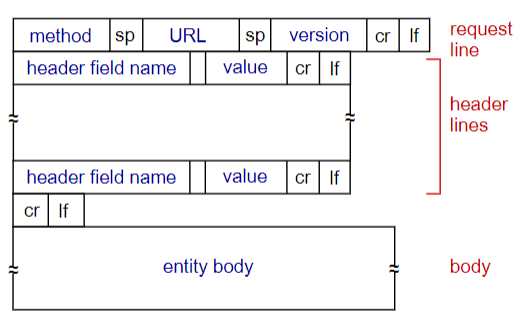 method sp URL sp version cr lf
request
line
header field name value cr lf
header
lines
header field name value cr lf
cr lf
entity body
body